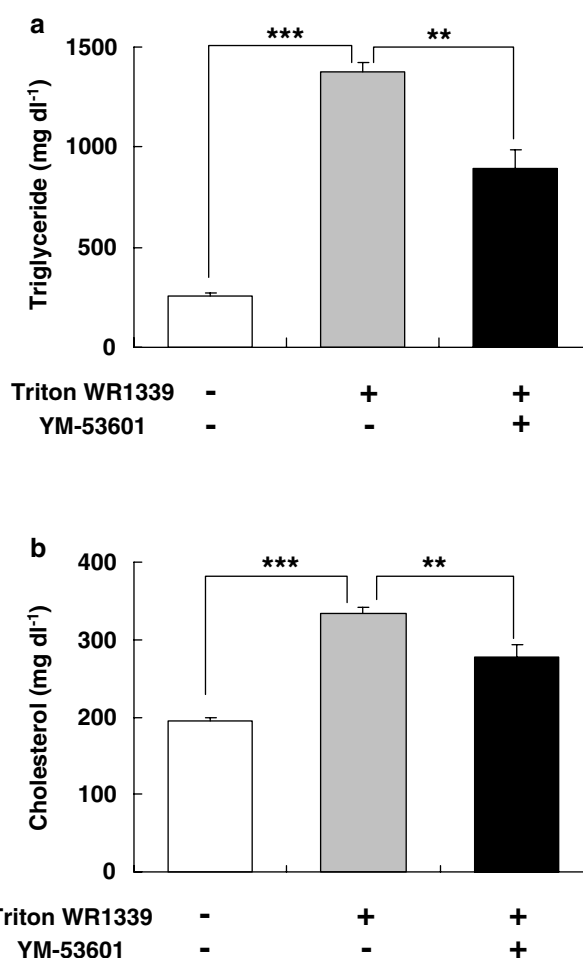 a
*** **
1500
1000
500
0
Triglyceride (mg dl-1)
Triton WR1339 - + +
YM-53601 - - +
b
*** **
400
300
200
100
0
Cholesterol (mg dl-1)
Triton WR1339 - + +
YM-53601 - - +